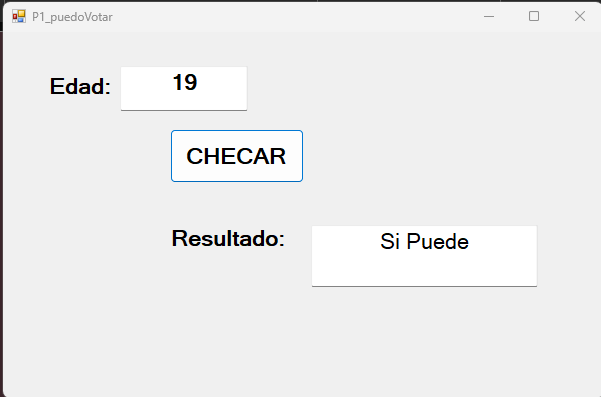 P1_puedoVotar
Edad: 19
CHECAR
Resultado: Si Puede